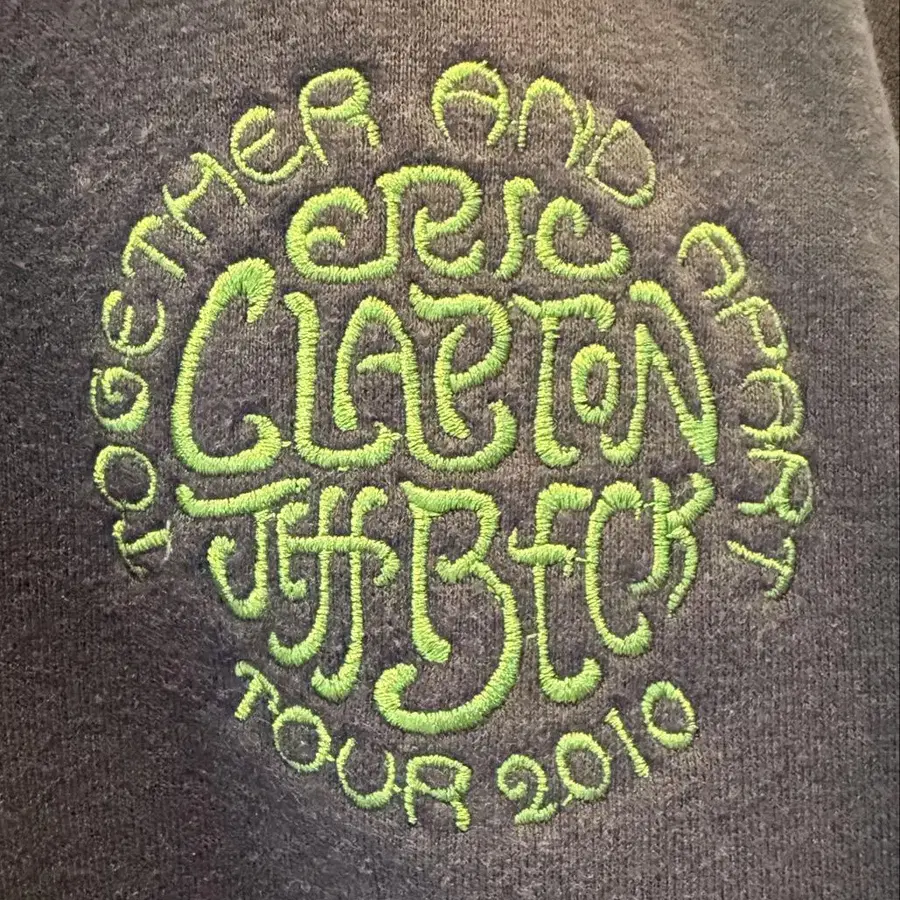 TOGETHER AND APART
ERIC
CLAPTON
JEFF BECK
TOUR 2010